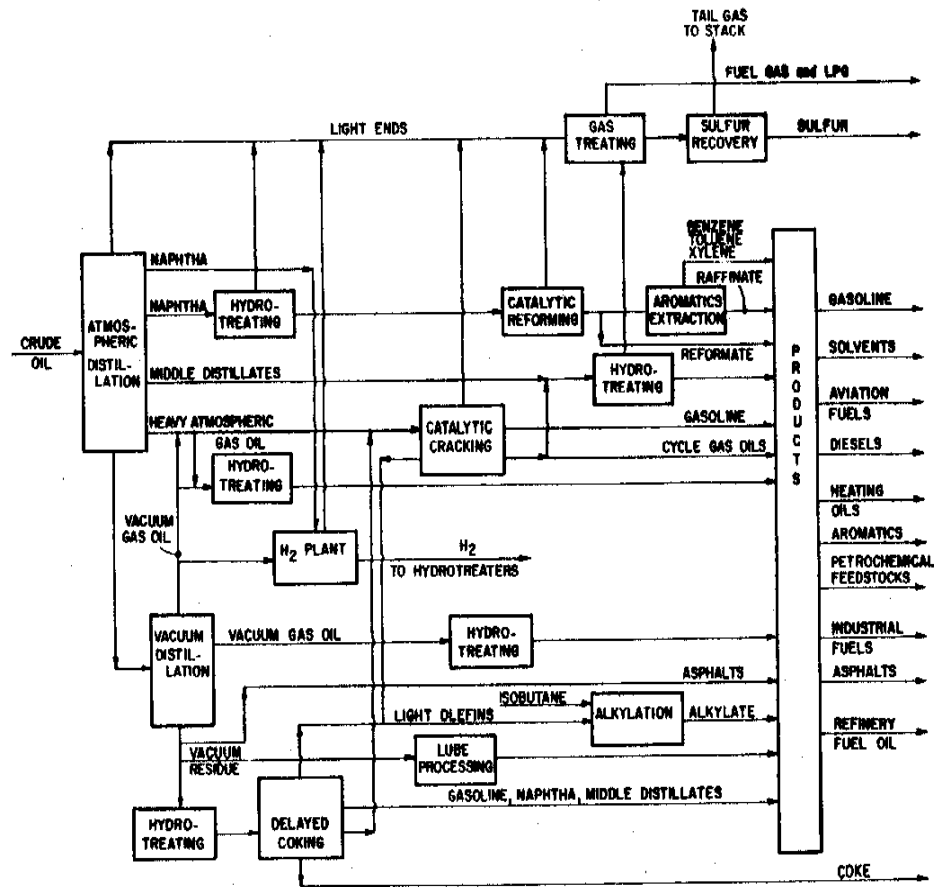 TAIL GAS
TO STACK
FUEL GAS and LPG
LIGHT ENDS
GAS
TREATING
SULFUR
RECOVERY
SULFUR
BENZENE
TOLUENE
XYLENE
RAFFINATE
NAPHTHA
NAPHTHA
HYDRO-
TREATING
CATALYTIC
REFORMING
AROMATICS
EXTRACTION
GASOLINE
CRUDE
OIL
ATMOS-
PHERIC
DISTIL-
LATION
REFORMATE
SOLVENTS
MIDDLE DISTILLATES
HYDRO-
TREATING
PRODUCTS
AVIATION
FUELS
HEAVY ATMOSPHERIC
GAS OIL
CATALYTIC
CRACKING
GASOLINE
CYCLE GAS OILS
DIESELS
HYDRO-
TREATING
HEATING
OILS
VACUUM
GAS OIL
H2 PLANT
H2
TO HYDROTREATERS
AROMATICS
PETROCHEMICAL
FEEDSTOCKS
VACUUM
DISTIL-
LATION
VACUUM GAS OIL
HYDRO-
TREATING
INDUSTRIAL
FUELS
ASPHALTS
ASPHALTS
ISOBUTANE
LIGHT OLEFINS
ALKYLATION
ALKYLATE
REFINERY
FUEL OIL
VACUUM
RESIDUE
LUBE
PROCESSING
GASOLINE, NAPHTHA, MIDDLE DISTILLATES
HYDRO-
TREATING
DELAYED
COKING
COKE